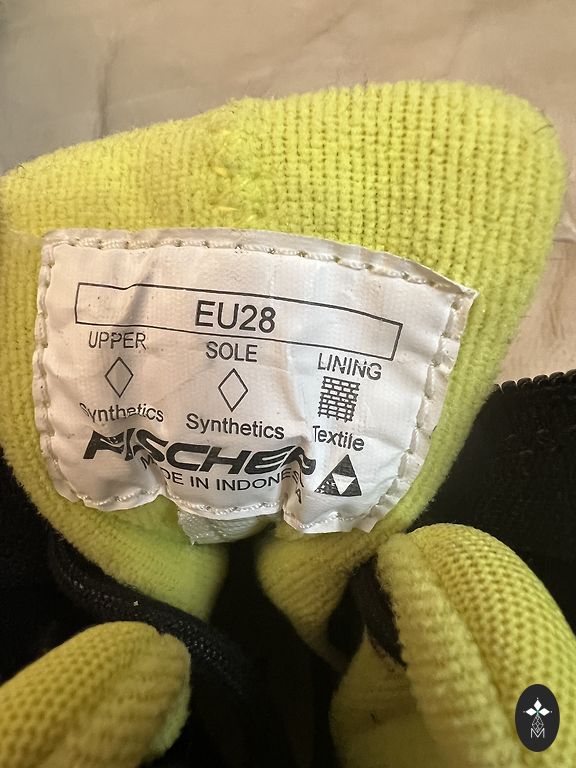 EU28
UPPER SOLE LINING
Synthetics Synthetics Textile
FISCHER
MADE IN INDONESIA
M